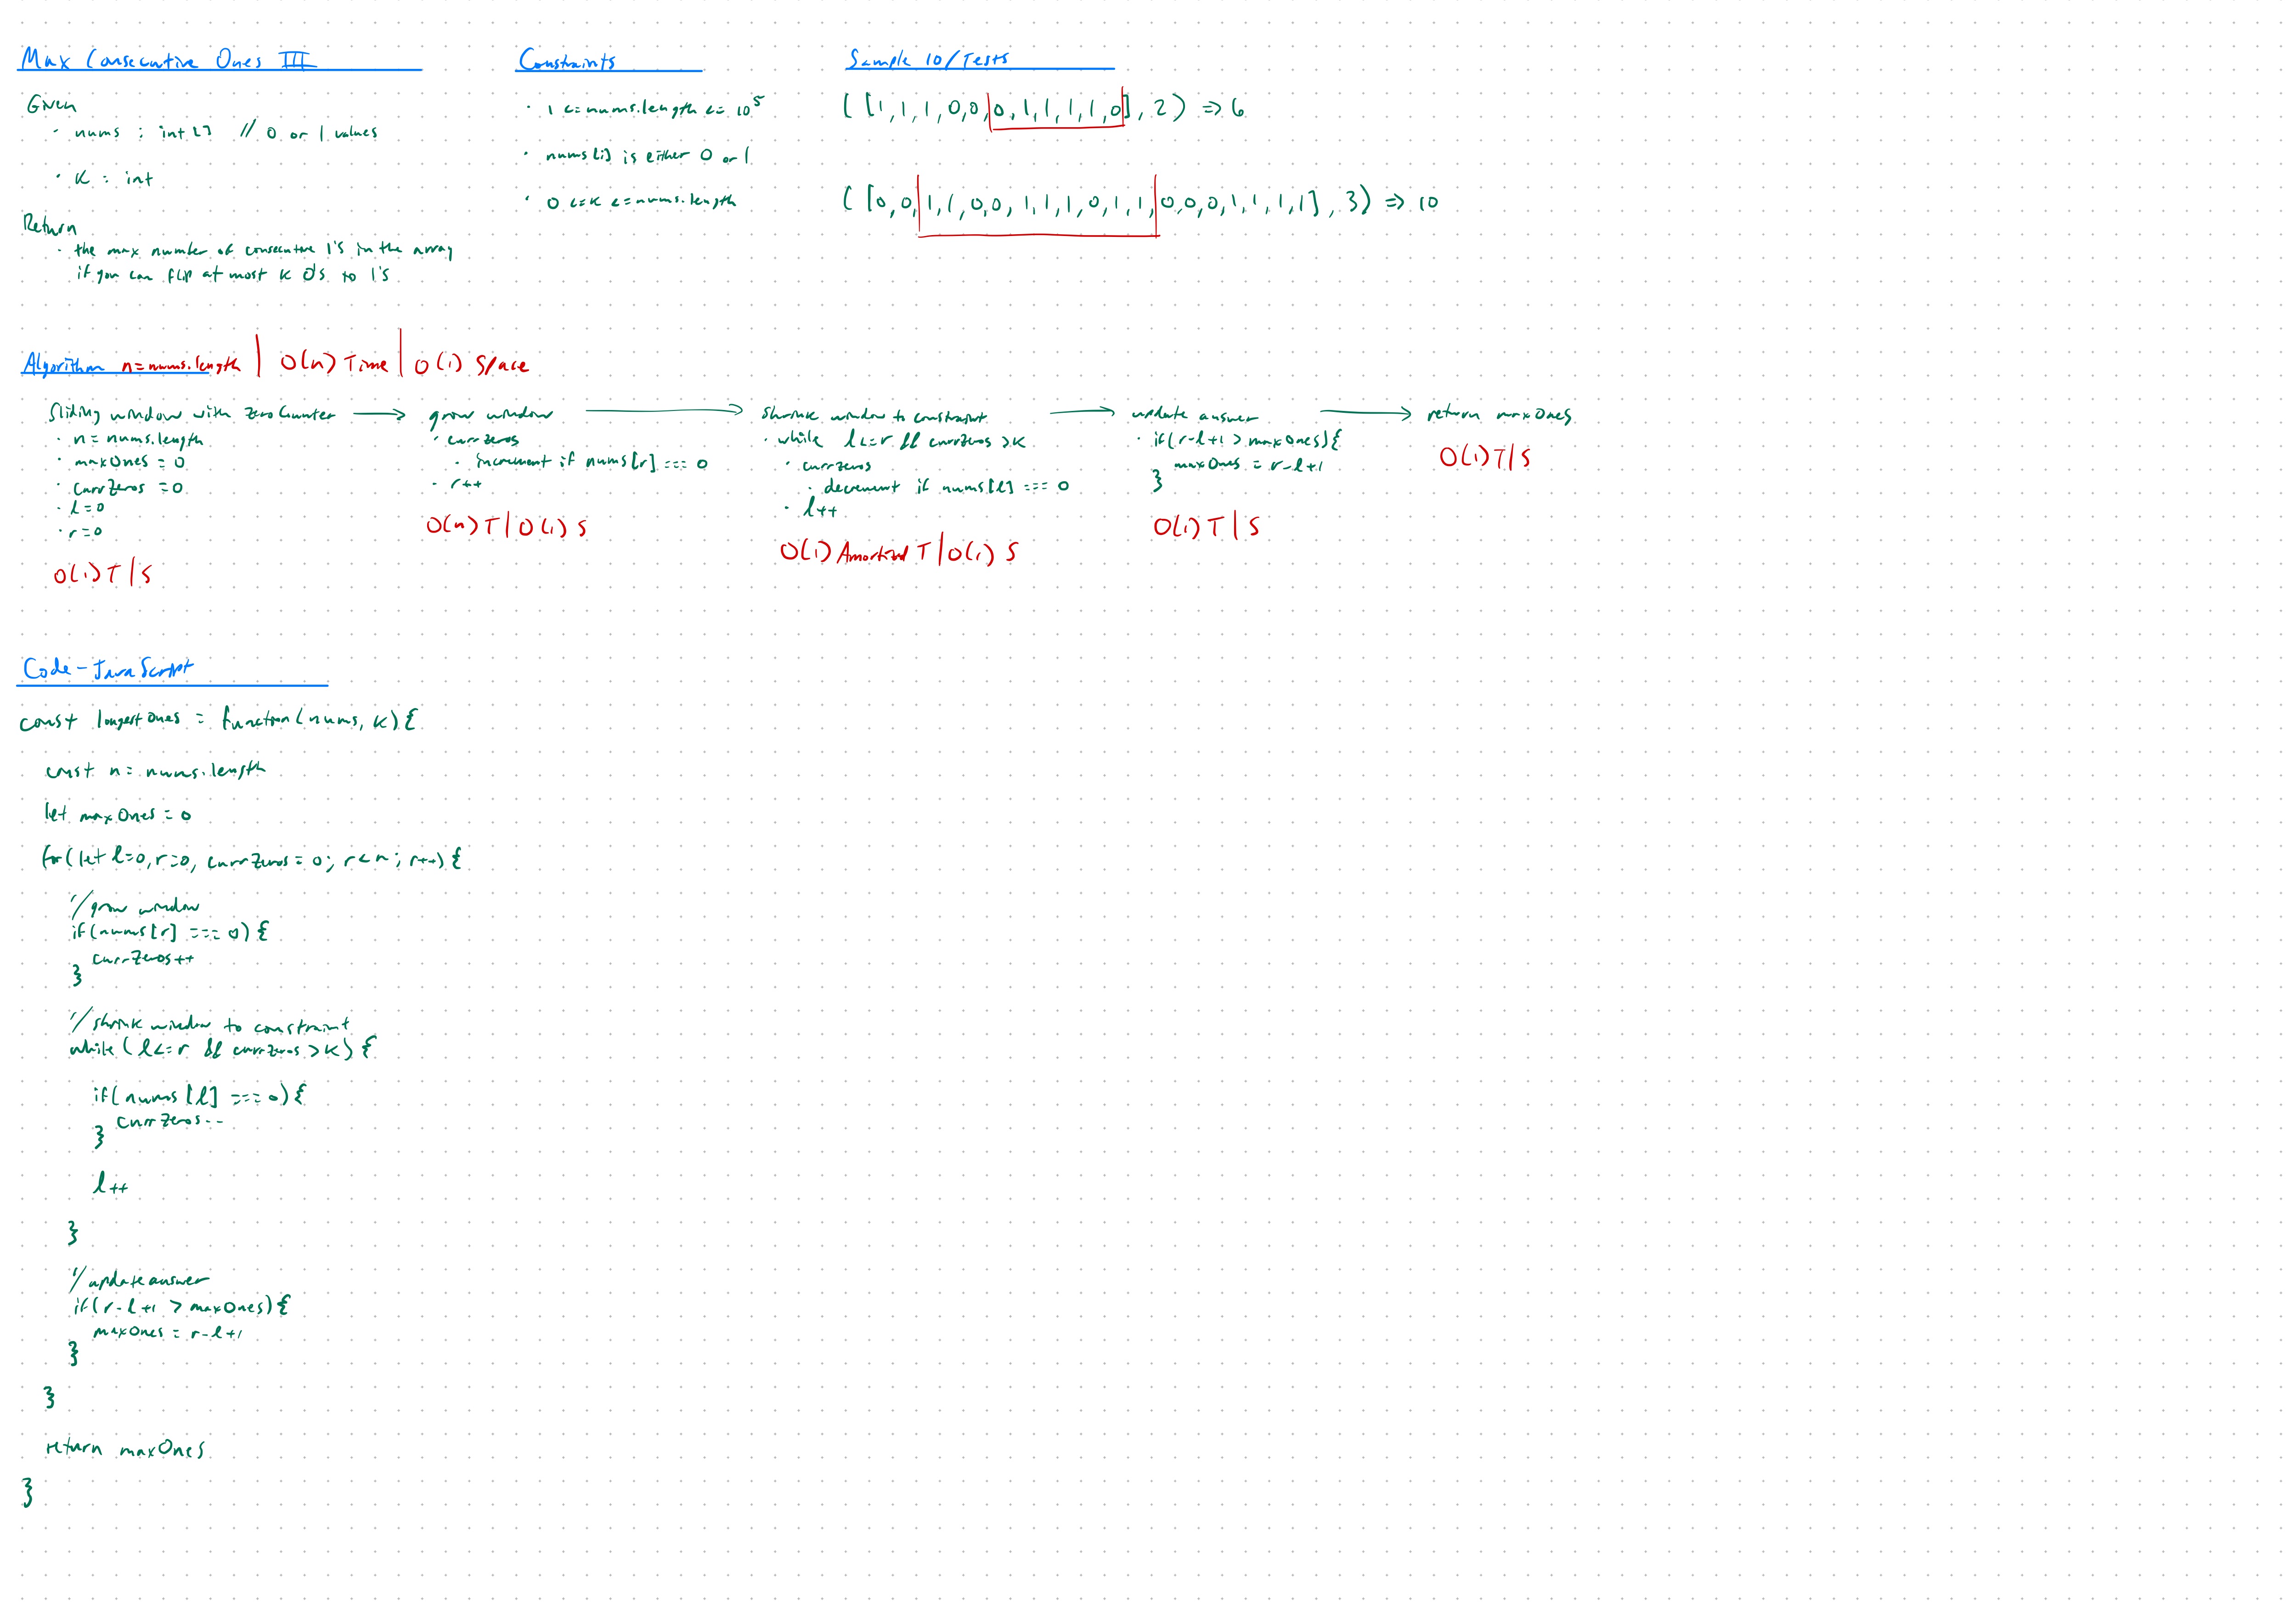 Max Consecutive Ones III
Given
· nums : int[] // 0 or 1 values
· K : int
Return
· the max number of consecutive 1's in the array
if you can flip at most K 0's to 1's
Constraints
· 1 <= nums.length <= 10^5
· nums[i] is either 0 or 1
· 0 <= K <= nums.length
Sample IO/Tests
([1,1,1,0,0,0,1,1,1,1,0], 2) => 6
([0,0,1,1,0,0,1,1,1,0,1,1,0,0,0,1,1,1,1], 3) => 10
Algorithm n=nums.length | O(n) Time | O(1) Space
Sliding window with zeroCounter →
· n = nums.length
· maxOnes = 0
· currZeros = 0
· l = 0
· r = 0
O(1) T|S
grow window →
· currZeros
· increment if nums[r] === 0
· r++
O(n) T|O(1) S
shrink window to constraint →
· while l<=r && currZeros >K
· currZeros
· decrement if nums[l] === 0
· l++
O(1) Amortized T|O(1) S
update answer →
· if(r-l+1 > maxOnes){
maxOnes = r-l+1
}
O(1) T|S
return maxOnes
O(1) T|S
Code - JavaScript
const longestOnes = function(nums, K){
const n = nums.length
let maxOnes = 0
for(let l=0, r=0, currZeros = 0; r<n; r++){
//grow window
if(nums[r] === 0){
currZeros++
}
//shrink window to constraint
while(l<=r && currZeros >K){
if(nums[l] === 0){
currZeros--
}
l++
}
//update answer
if(r-l+1 > maxOnes){
maxOnes = r-l+1
}
}
return maxOnes
}